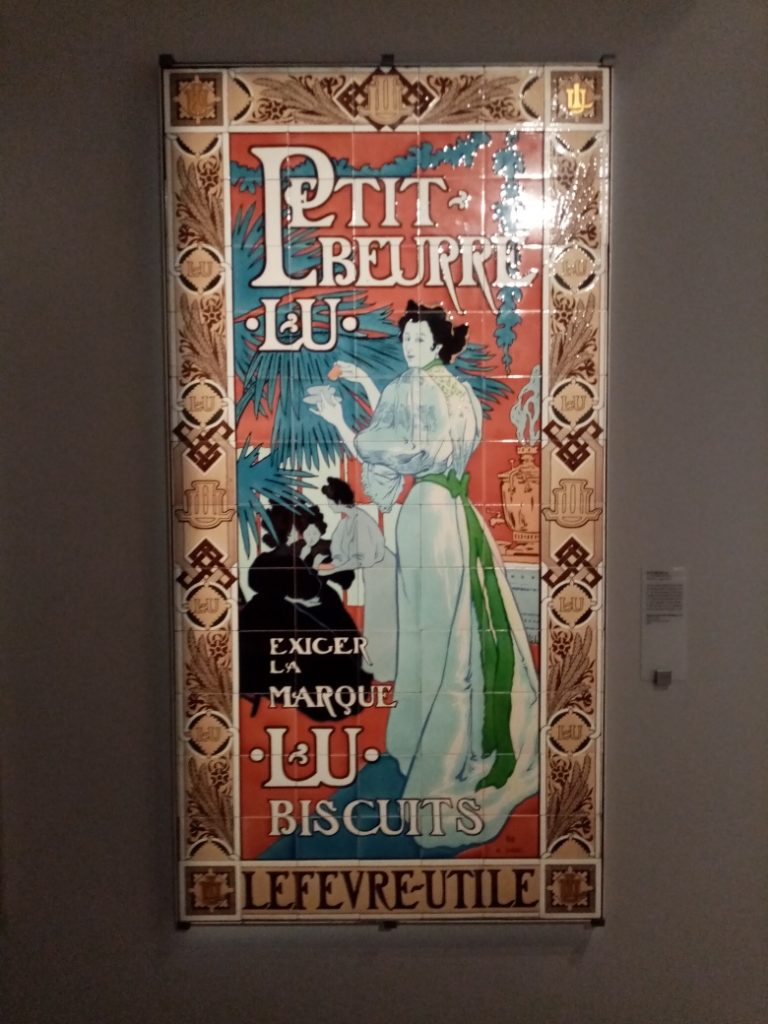 PETIT-
BEURRE
·LU·
EXIGER
LA
MARQUE
·LU·
BISCUITS
LEFEVRE-UTILE